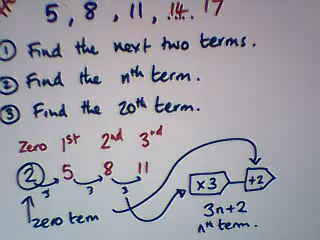 5, 8, 11, 14, 17
① Find the next two terms.
② Find the nth term.
③ Find the 20th term.
Zero 1st 2nd 3rd
2 5 8 11
3 3 3
x3 +2
zero term
3n+2
nth term.